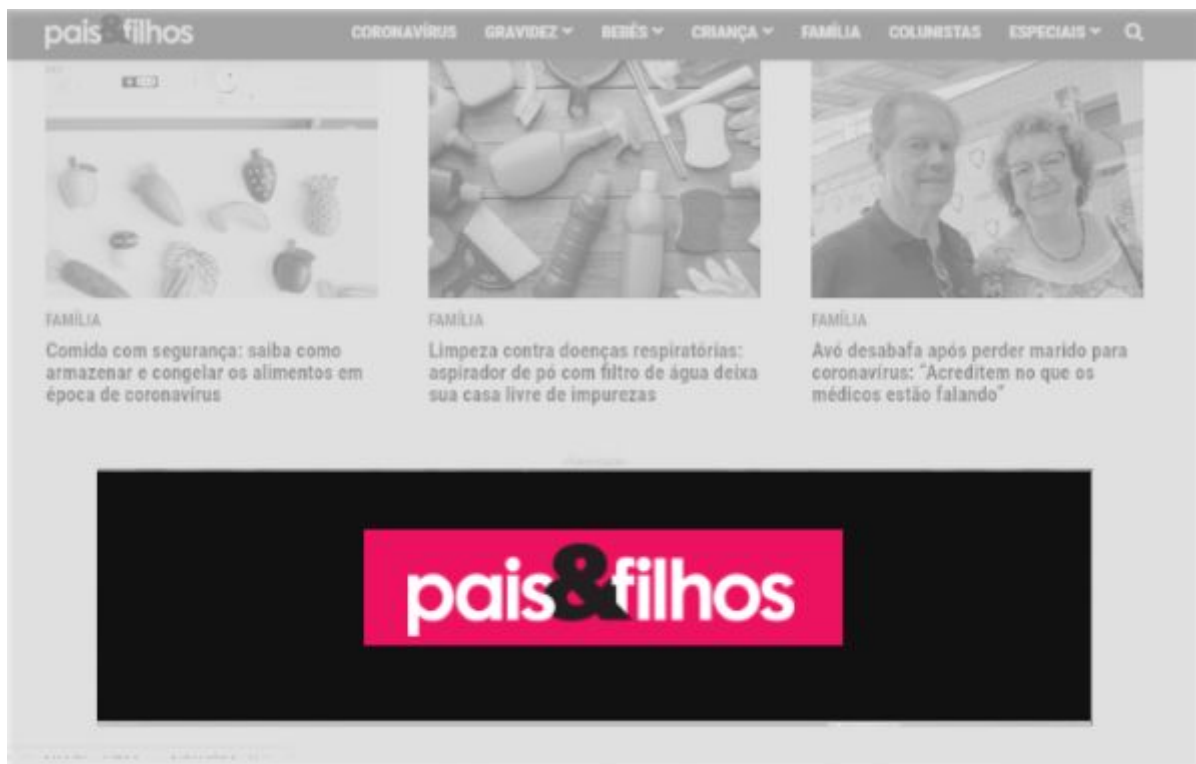 pais&filhos
CORONAVÍRUS GRAVIDEZ BEBÊS CRIANÇA FAMÍLIA COLUNISTAS ESPECIAIS
FAMÍLIA
Comida com segurança: saiba como
armazenar e congelar os alimentos em
época de coronavírus
FAMÍLIA
Limpeza contra doenças respiratórias:
aspirador de pó com filtro de água deixa
sua casa livre de impurezas
FAMÍLIA
Avó desabafa após perder marido para
coronavírus: “Acreditem no que os
médicos estão falando”
pais&filhos